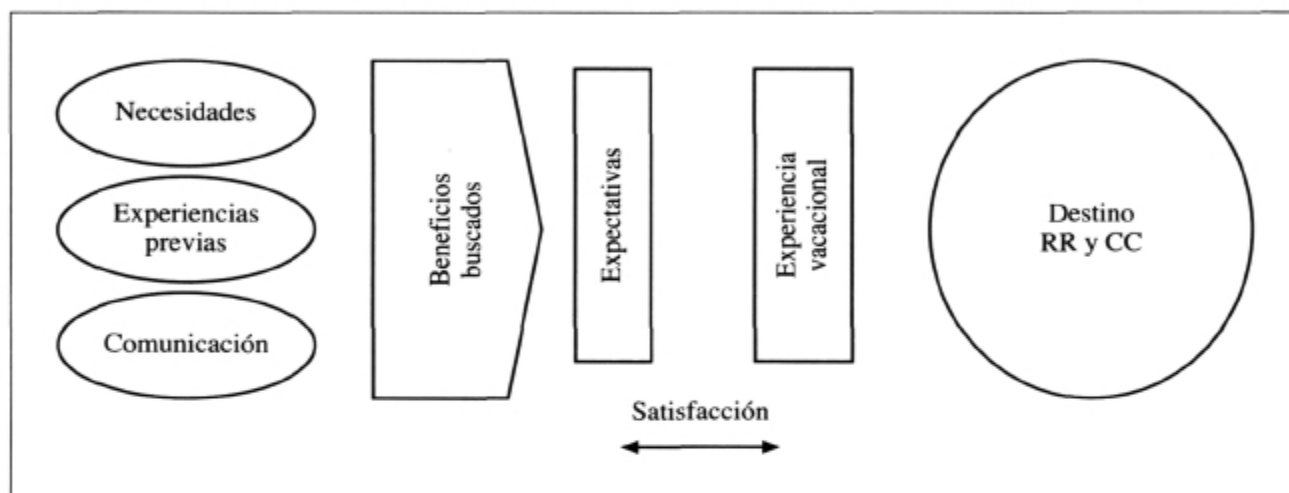 Necesidades
Experiencias
previas
Comunicación
Beneficios
buscados
Expectativas
Experiencia
vacacional
Destino
RR y CC
Satisfacción